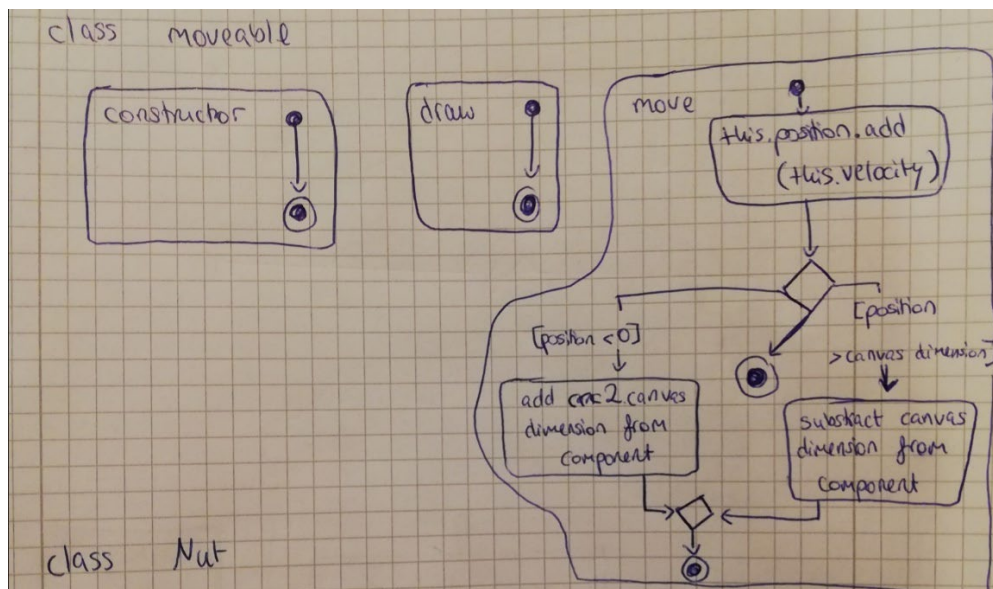 class moveable
constructor
draw
move
this.position.add
(this.velocity)
[position <0]
[position
>canvas dimension]
add crc2.canvas
dimension from
component
substract canvas
dimension from
component
class Nut